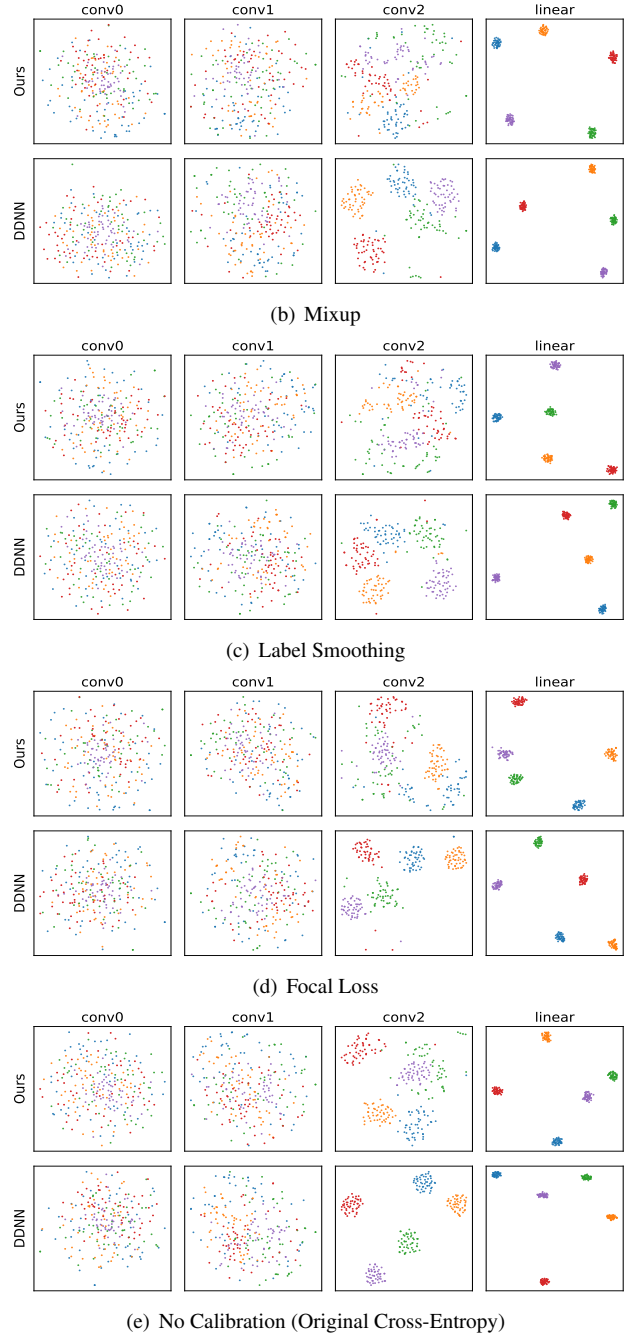 conv0 conv1 conv2 linear
Ours
DDNN
(b) Mixup
conv0 conv1 conv2 linear
Ours
DDNN
(c) Label Smoothing
conv0 conv1 conv2 linear
Ours
DDNN
(d) Focal Loss
conv0 conv1 conv2 linear
Ours
DDNN
(e) No Calibration (Original Cross-Entropy)